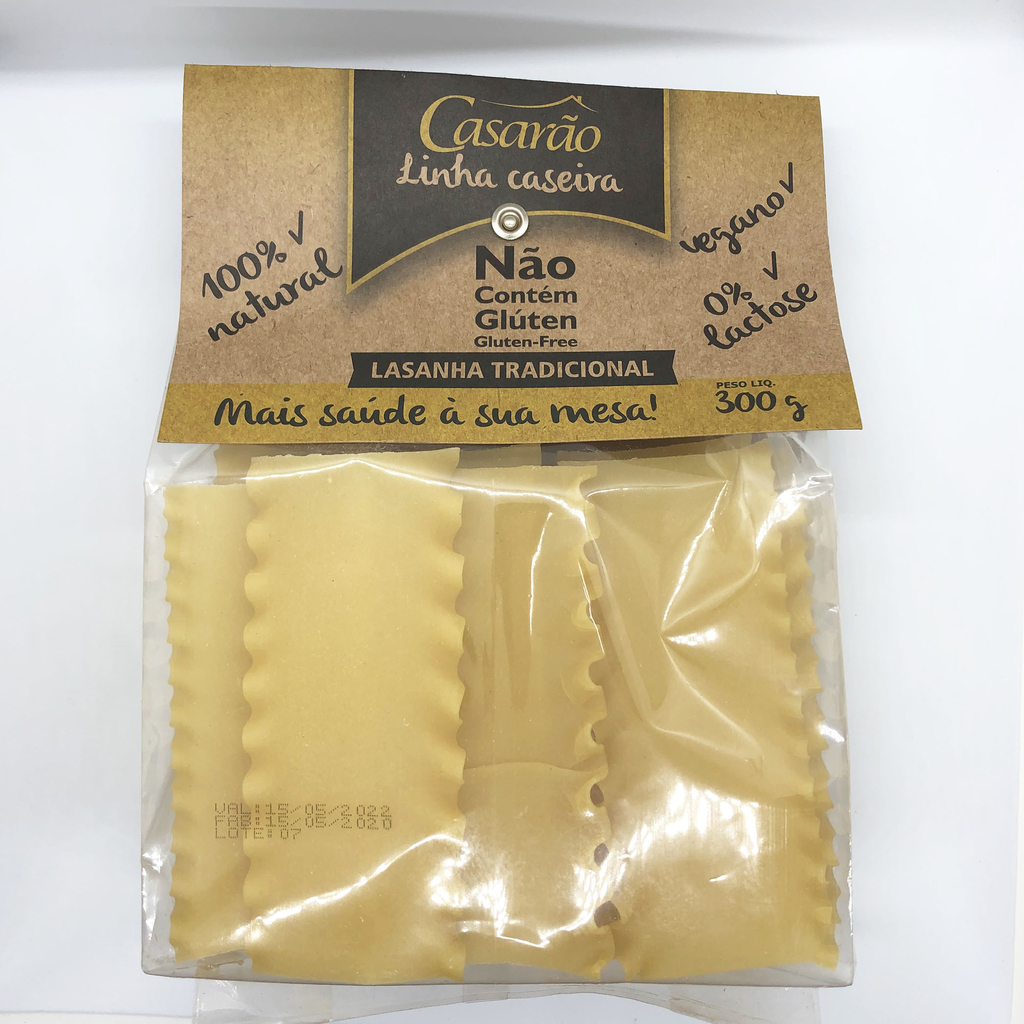 Casarão
Linha caseira
100%
natural
vegano
0%
lactose
Não
Contém
Glúten
Gluten-Free
LASANHA TRADICIONAL
Mais saúde à sua mesa!
PESO LIQ.
300 g
VAL:15/05/2022
FAB:15/05/2020
LOTE:07